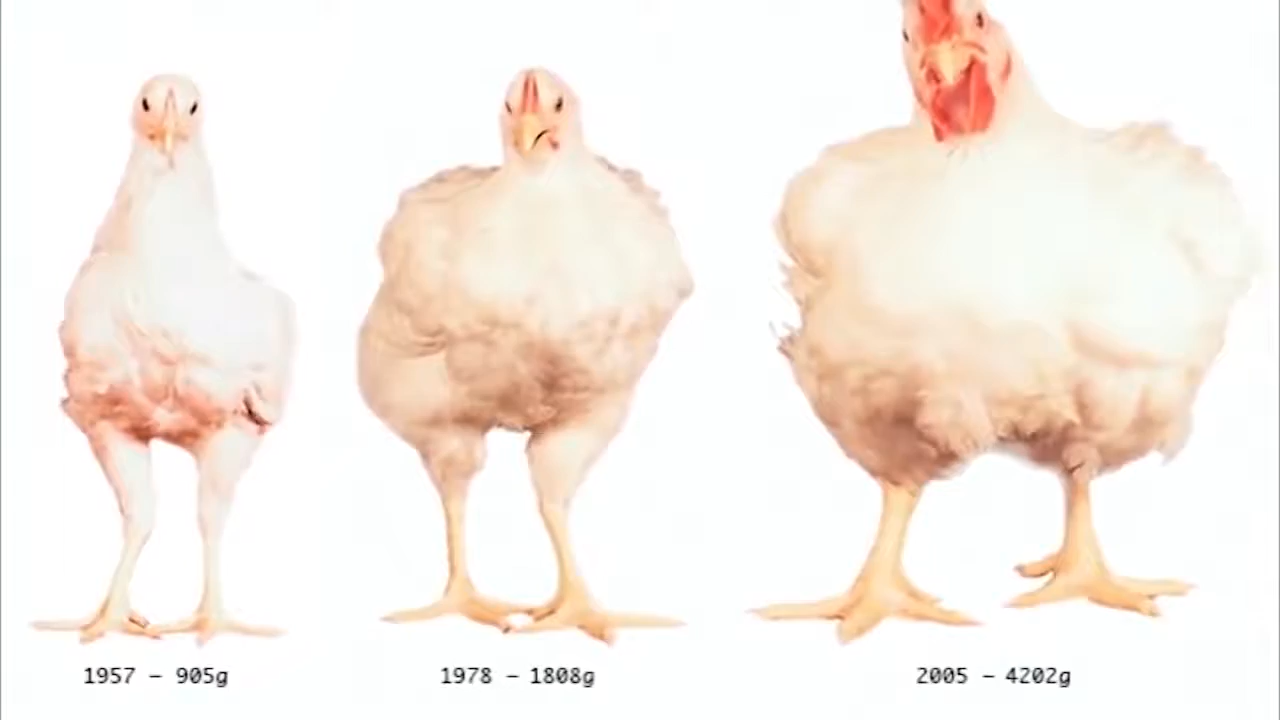 1957 – 905g
1978 – 1808g
2005 – 4202g